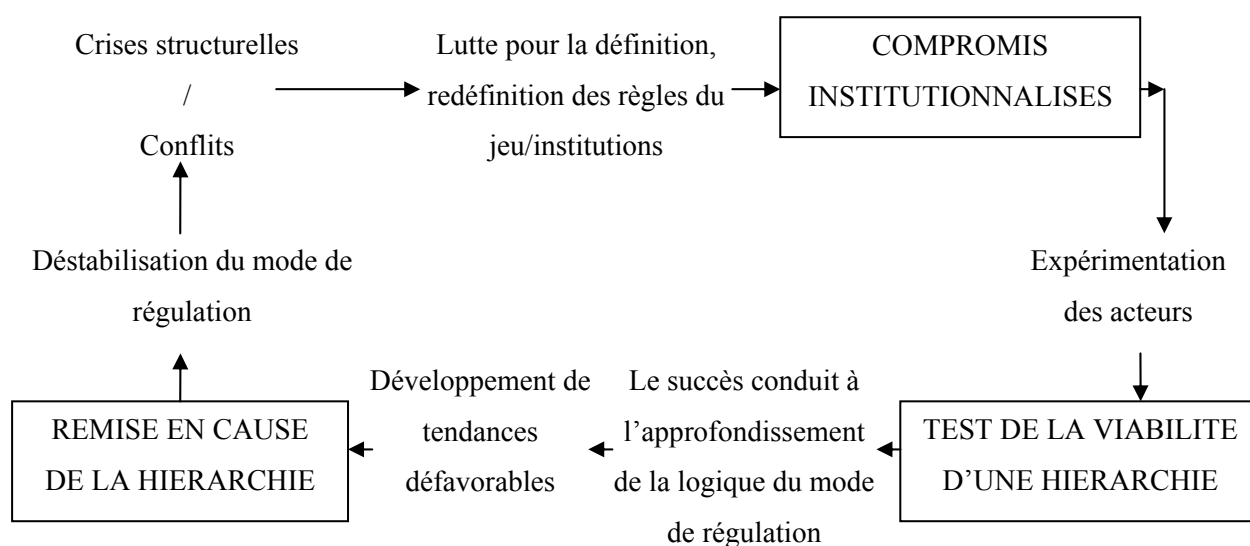 Crises structurelles
/
Conflits
Lutte pour la définition,
redéfinition des règles du
jeu/institutions
COMPROMIS
INSTITUTIONNALISES
Expérimentation
des acteurs
TEST DE LA VIABILITE
D’UNE HIERARCHIE
Le succès conduit à
l’approfondissement
de la logique du mode
de régulation
Développement de
tendances
défavorables
REMISE EN CAUSE
DE LA HIERARCHIE
Déstabilisation du mode de
régulation